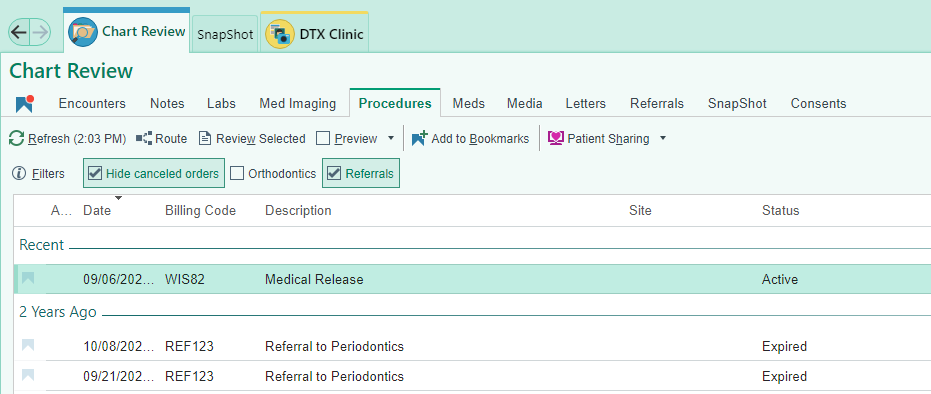 Chart Review SnapShot DTX Clinic
Chart Review
Encounters Notes Labs Med Imaging Procedures Meds Media Letters Referrals SnapShot Consents
Refresh (2:03 PM) Route Review Selected Preview Add to Bookmarks Patient Sharing
Filters Hide canceled orders Orthodontics Referrals
A... Date Billing Code Description Site Status
Recent
09/06/202... WIS82 Medical Release Active
2 Years Ago
10/08/202... REF123 Referral to Periodontics Expired
09/21/202... REF123 Referral to Periodontics Expired